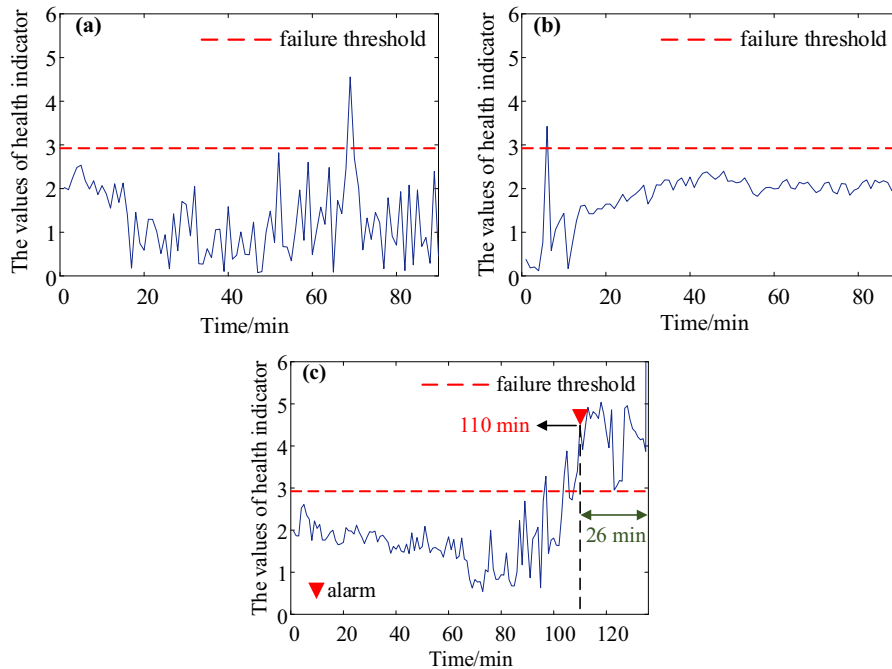 (a)
failure threshold
The values of health indicator
6
5
4
3
2
1
0
0 20 40 60 80
Time/min
(b)
failure threshold
The values of health indicator
6
5
4
3
2
1
0
0 20 40 60 80
Time/min
(c)
failure threshold
110 min
26 min
alarm
The values of health indicator
6
5
4
3
2
1
0
0 20 40 60 80 100 120
Time/min